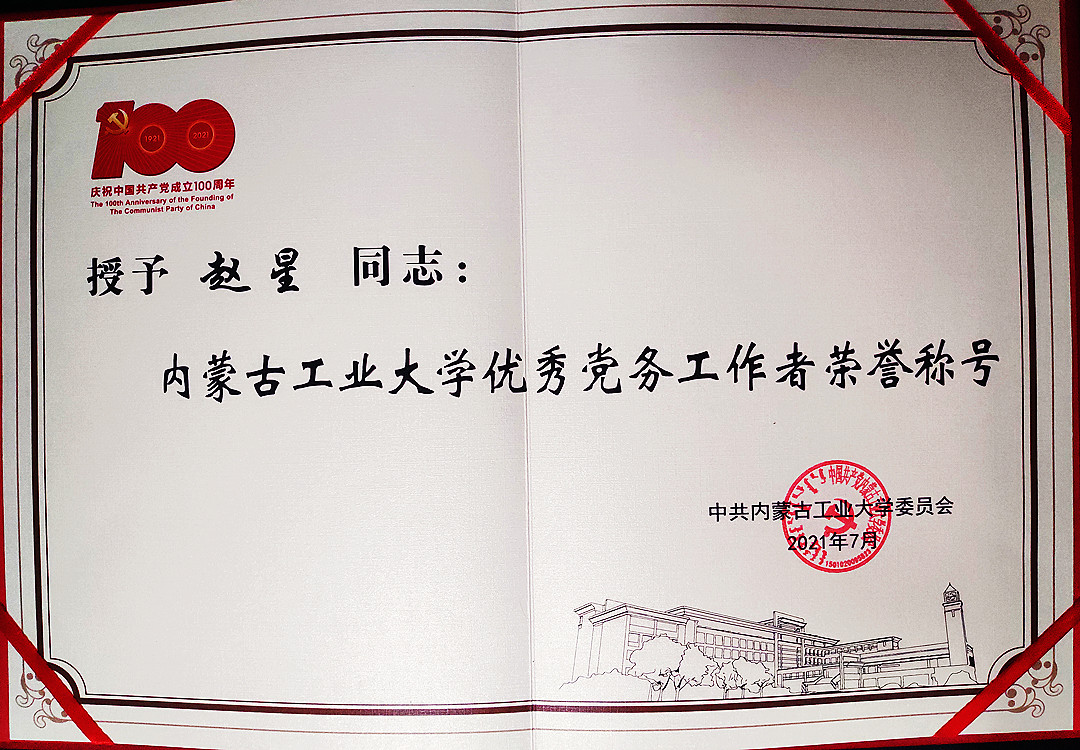 1921
2021
庆祝中国共产党成立100周年
The 100th Anniversary of the Founding of
The Communist Party of China
授予 赵星 同志：
内蒙古工业大学优秀党务工作者荣誉称号
中共内蒙古工业大学委员会
2021年7月